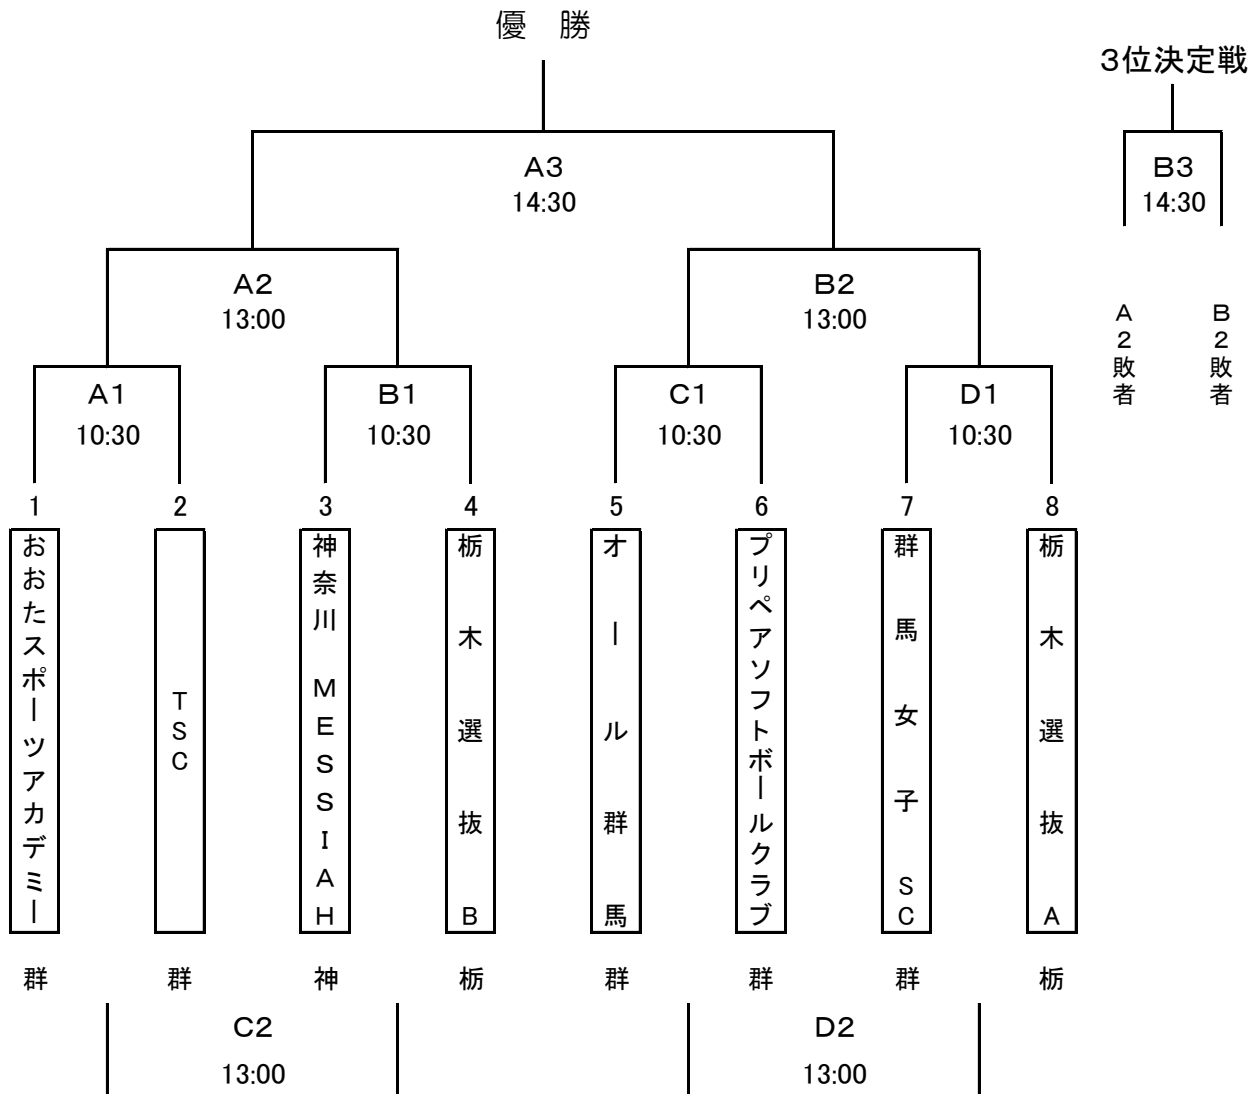 優　勝
3位決定戦
A3
14:30
B3
14:30
A2
13:00
B2
13:00
A2敗者
B2敗者
A1
10:30
B1
10:30
C1
10:30
D1
10:30
1
2
3
4
5
6
7
8
おおたスポーツアカデミー
TSC
神奈川 MESSIAH
栃木選抜B
オール群馬
プリペアソフトボールクラブ
群馬女子SC
栃木選抜A
群
群
神
栃
群
群
群
栃
C2
13:00
D2
13:00